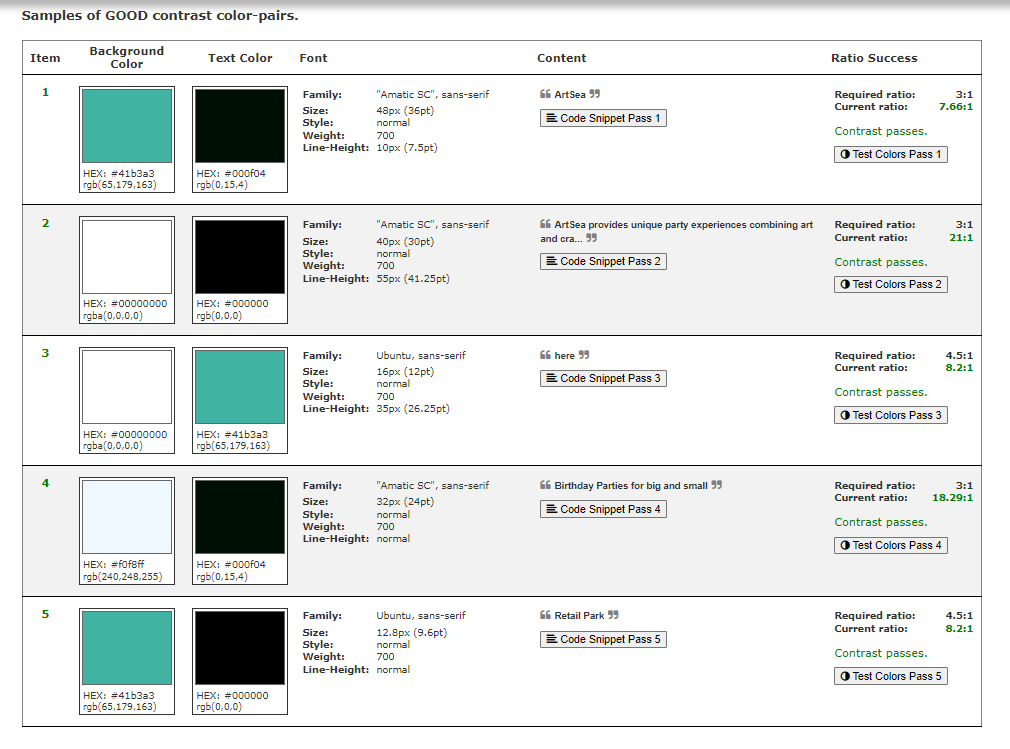 Samples of GOOD contrast color-pairs.
Item Background Color Text Color Font Content Ratio Success
1
HEX: #41b3a3
rgb(65,179,163)
HEX: #000f04
rgb(0,15,4)
Family: "Amatic SC", sans-serif
Size: 48px (36pt)
Style: normal
Weight: 700
Line-Height: 10px (7.5pt)
❝ ArtSea ❞
Code Snippet Pass 1
Required ratio: 3:1
Current ratio: 7.66:1
Contrast passes.
Test Colors Pass 1
2
HEX: #00000000
rgba(0,0,0,0)
HEX: #000000
rgb(0,0,0)
Family: "Amatic SC", sans-serif
Size: 40px (30pt)
Style: normal
Weight: 700
Line-Height: 55px (41.25pt)
❝ ArtSea provides unique party experiences combining art
and cra... ❞
Code Snippet Pass 2
Required ratio: 3:1
Current ratio: 21:1
Contrast passes.
Test Colors Pass 2
3
HEX: #00000000
rgba(0,0,0,0)
HEX: #41b3a3
rgb(65,179,163)
Family: Ubuntu, sans-serif
Size: 16px (12pt)
Style: normal
Weight: 700
Line-Height: 35px (26.25pt)
❝ here ❞
Code Snippet Pass 3
Required ratio: 4.5:1
Current ratio: 8.2:1
Contrast passes.
Test Colors Pass 3
4
HEX: #f0f8ff
rgb(240,248,255)
HEX: #000f04
rgb(0,15,4)
Family: "Amatic SC", sans-serif
Size: 32px (24pt)
Style: normal
Weight: 700
Line-Height: normal
❝ Birthday Parties for big and small ❞
Code Snippet Pass 4
Required ratio: 3:1
Current ratio: 18.29:1
Contrast passes.
Test Colors Pass 4
5
HEX: #41b3a3
rgb(65,179,163)
HEX: #000000
rgb(0,0,0)
Family: Ubuntu, sans-serif
Size: 12.8px (9.6pt)
Style: normal
Weight: 700
Line-Height: normal
❝ Retail Park ❞
Code Snippet Pass 5
Required ratio: 4.5:1
Current ratio: 8.2:1
Contrast passes.
Test Colors Pass 5